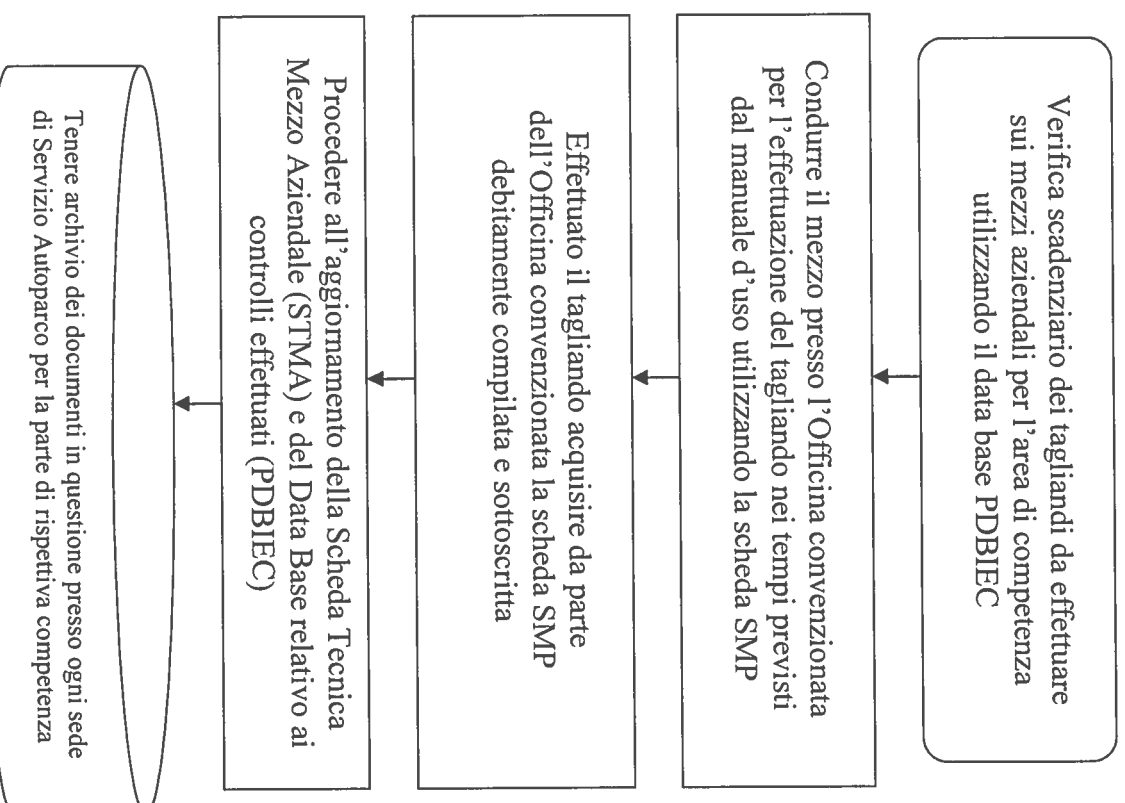 Verifica scadenziario dei tagliandi da effettuare
sui mezzi aziendali per l'area di competenza
utilizzando il data base PDBIEC
Condurre il mezzo presso l'Officina convenzionata
per l'effettuazione del tagliando nei tempi previsti
dal manuale d'uso utilizzando la scheda SMP
Effettuato il tagliando acquisire da parte
dell'Officina convenzionata la scheda SMP
debitamente compilata e sottoscritta
Procedere all'aggiornamento della Scheda Tecnica
Mezzo Aziendale (STMA) e del Data Base relativo ai
controlli effettuati (PDBIEC)
Tenere archivio dei documenti in questione presso ogni sede
di Servizio Autoparco per la parte di rispettiva competenza